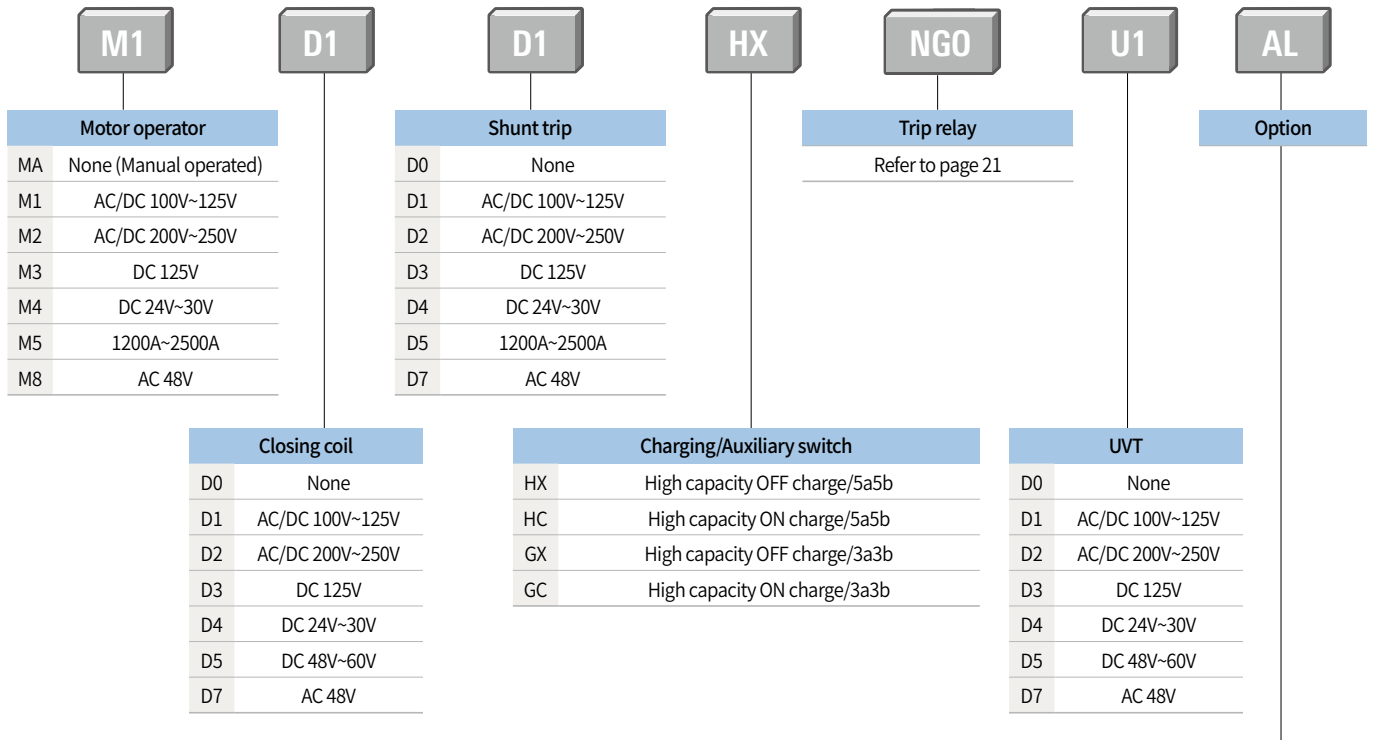 M1 D1 D1 HX NGO U1 AL
Motor operator
MA None (Manual operated)
M1 AC/DC 100V~125V
M2 AC/DC 200V~250V
M3 DC 125V
M4 DC 24V~30V
M5 1200A~2500A
M8 AC 48V
Shunt trip
D0 None
D1 AC/DC 100V~125V
D2 AC/DC 200V~250V
D3 DC 125V
D4 DC 24V~30V
D5 1200A~2500A
D7 AC 48V
Trip relay
Refer to page 21
Option
Closing coil
D0 None
D1 AC/DC 100V~125V
D2 AC/DC 200V~250V
D3 DC 125V
D4 DC 24V~30V
D5 DC 48V~60V
D7 AC 48V
Charging/Auxiliary switch
HX High capacity OFF charge/5a5b
HC High capacity ON charge/5a5b
GX High capacity OFF charge/3a3b
GC High capacity ON charge/3a3b
UVT
D0 None
D1 AC/DC 100V~125V
D2 AC/DC 200V~250V
D3 DC 125V
D4 DC 24V~30V
D5 DC 48V~60V
D7 AC 48V